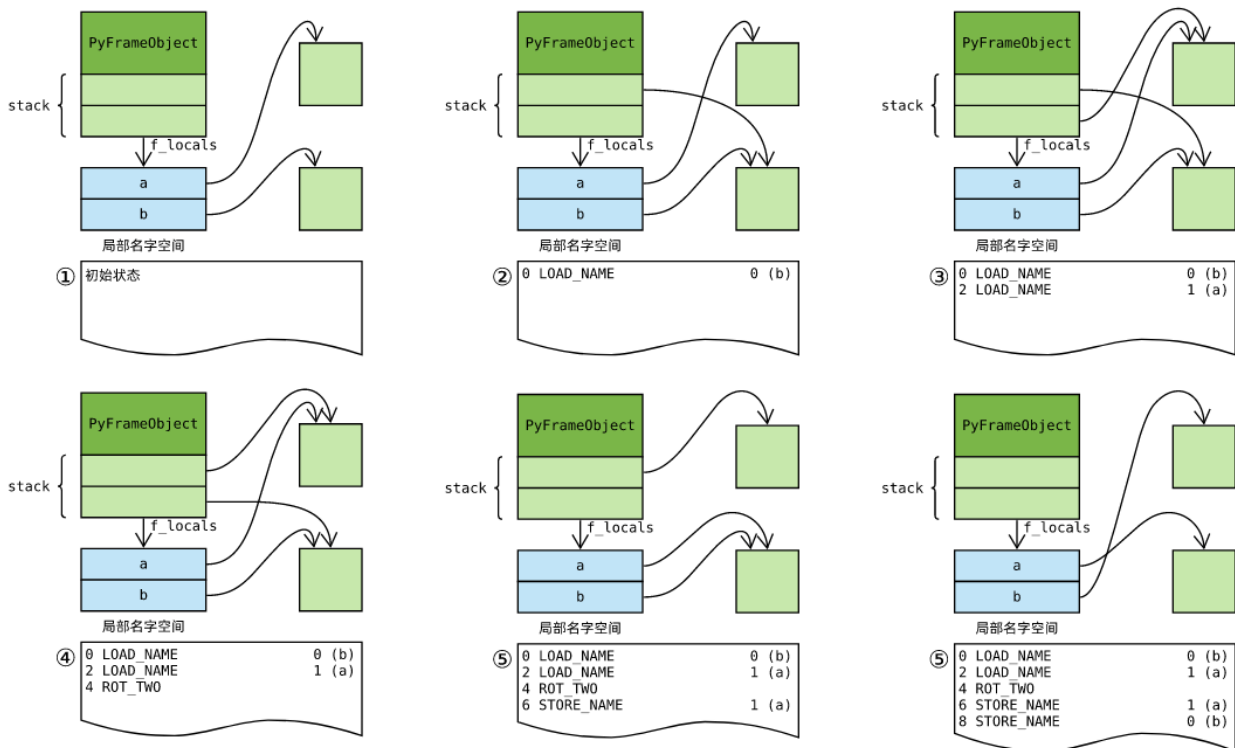 PyFrameObject
stack
f_locals
a
b
局部名字空间
①
初始状态
PyFrameObject
stack
f_locals
a
b
局部名字空间
②
0 LOAD_NAME 0 (b)
PyFrameObject
stack
f_locals
a
b
局部名字空间
③
0 LOAD_NAME 0 (b)
2 LOAD_NAME 1 (a)
PyFrameObject
stack
f_locals
a
b
局部名字空间
④
0 LOAD_NAME 0 (b)
2 LOAD_NAME 1 (a)
4 ROT_TWO
PyFrameObject
stack
f_locals
a
b
局部名字空间
⑤
0 LOAD_NAME 0 (b)
2 LOAD_NAME 1 (a)
4 ROT_TWO
6 STORE_NAME 1 (a)
PyFrameObject
stack
f_locals
a
b
局部名字空间
⑤
0 LOAD_NAME 0 (b)
2 LOAD_NAME 1 (a)
4 ROT_TWO
6 STORE_NAME 1 (a)
8 STORE_NAME 0 (b)